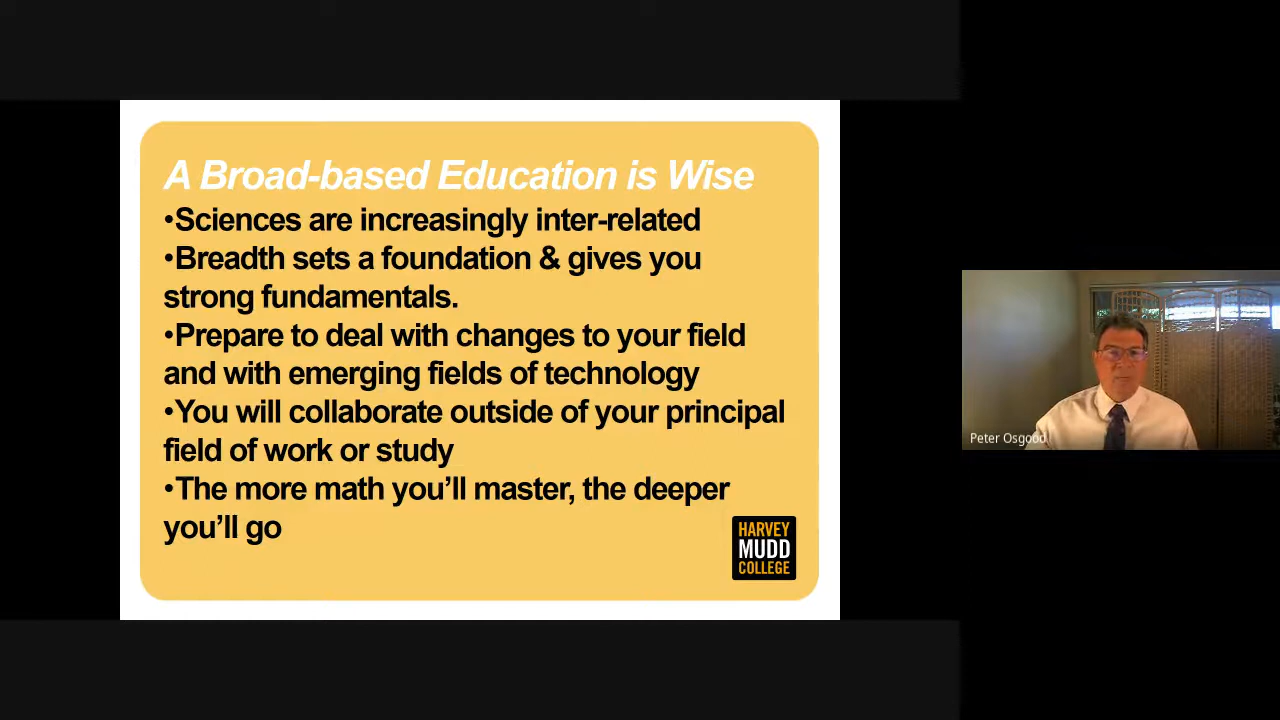 A Broad-based Education is Wise
•Sciences are increasingly inter-related
•Breadth sets a foundation & gives you
strong fundamentals.
•Prepare to deal with changes to your field
and with emerging fields of technology
•You will collaborate outside of your principal
field of work or study
•The more math you’ll master, the deeper
you’ll go
HARVEY
MUDD
COLLEGE
Peter Osgood